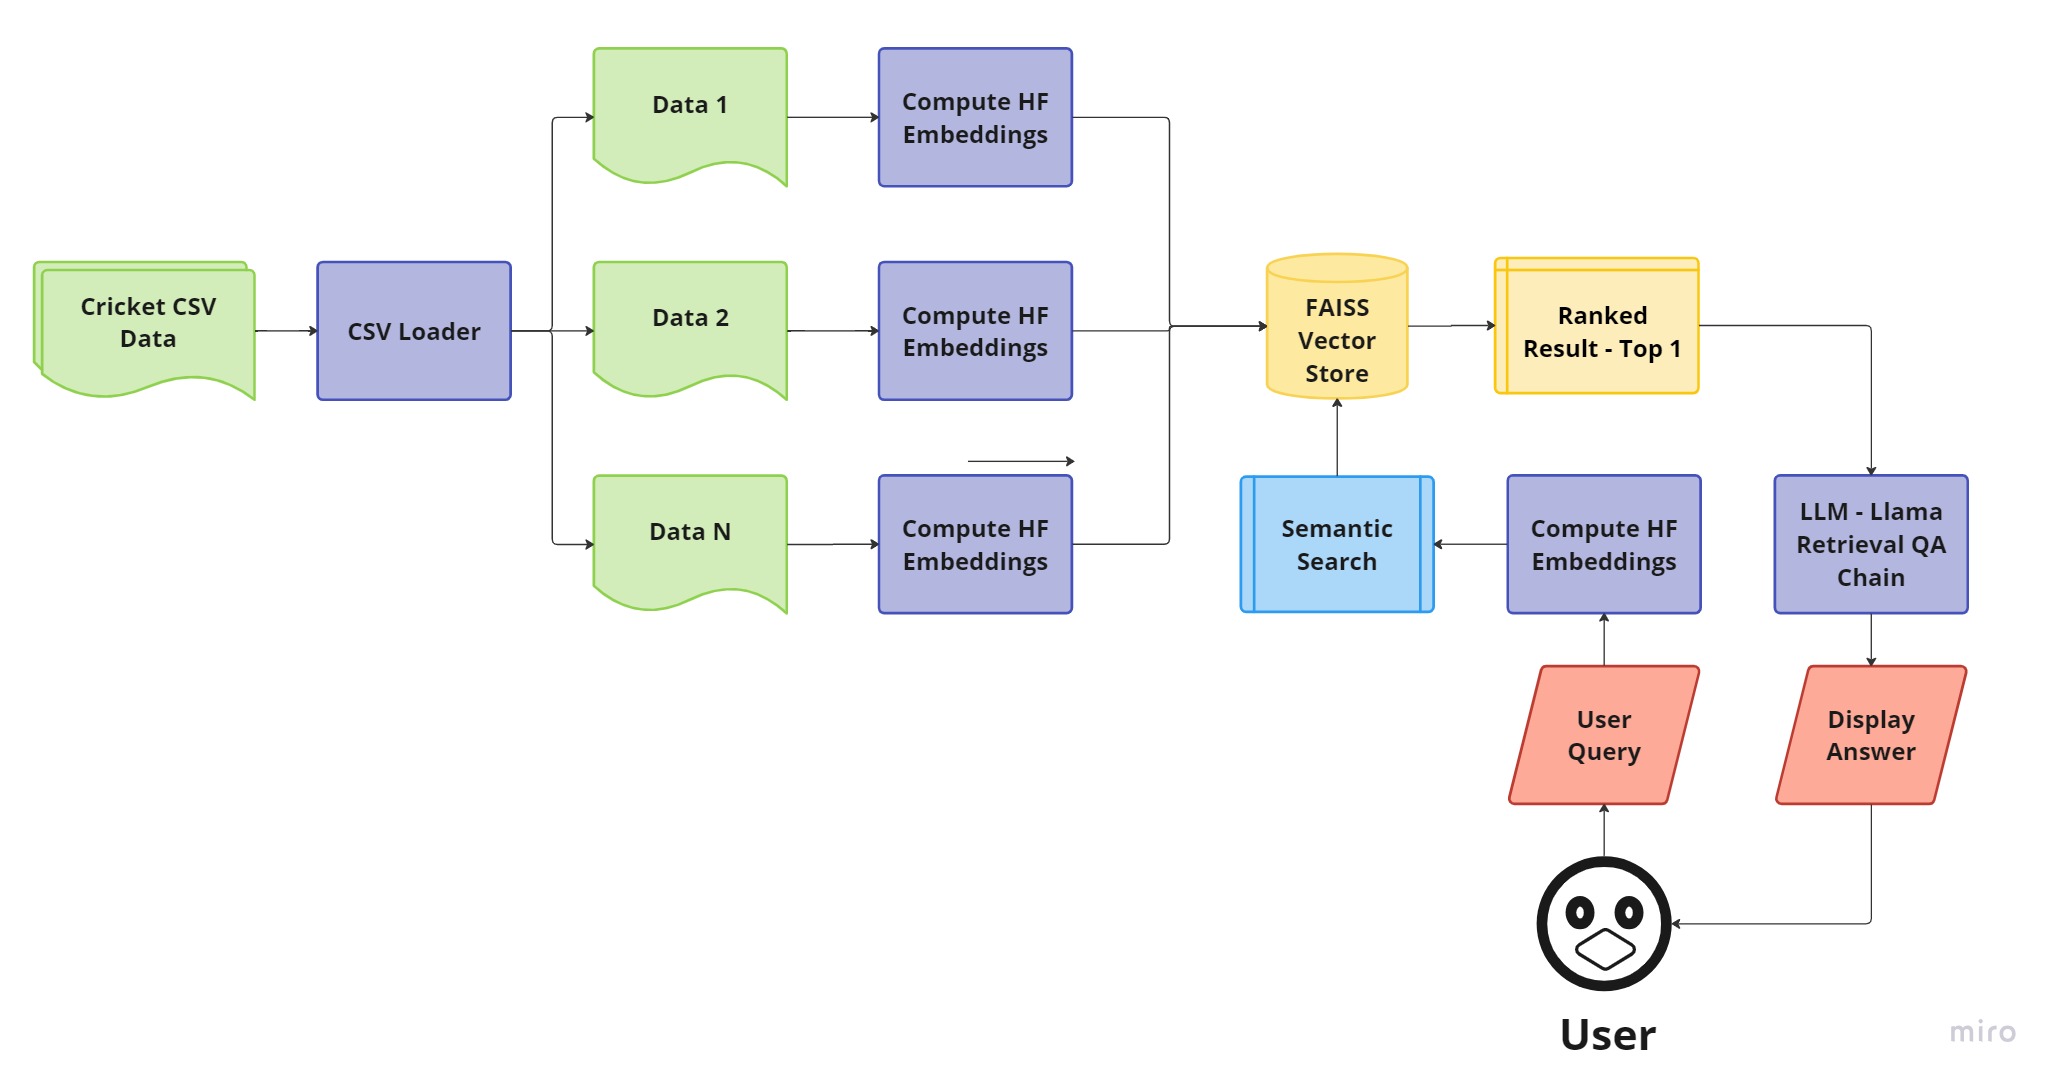 Data 1
Compute HF
Embeddings
Cricket CSV
Data
CSV Loader
Data 2
Compute HF
Embeddings
FAISS
Vector
Store
Ranked
Result - Top 1
Data N
Compute HF
Embeddings
Semantic
Search
Compute HF
Embeddings
LLM - Llama
Retrieval QA
Chain
User
Query
Display
Answer
User
miro